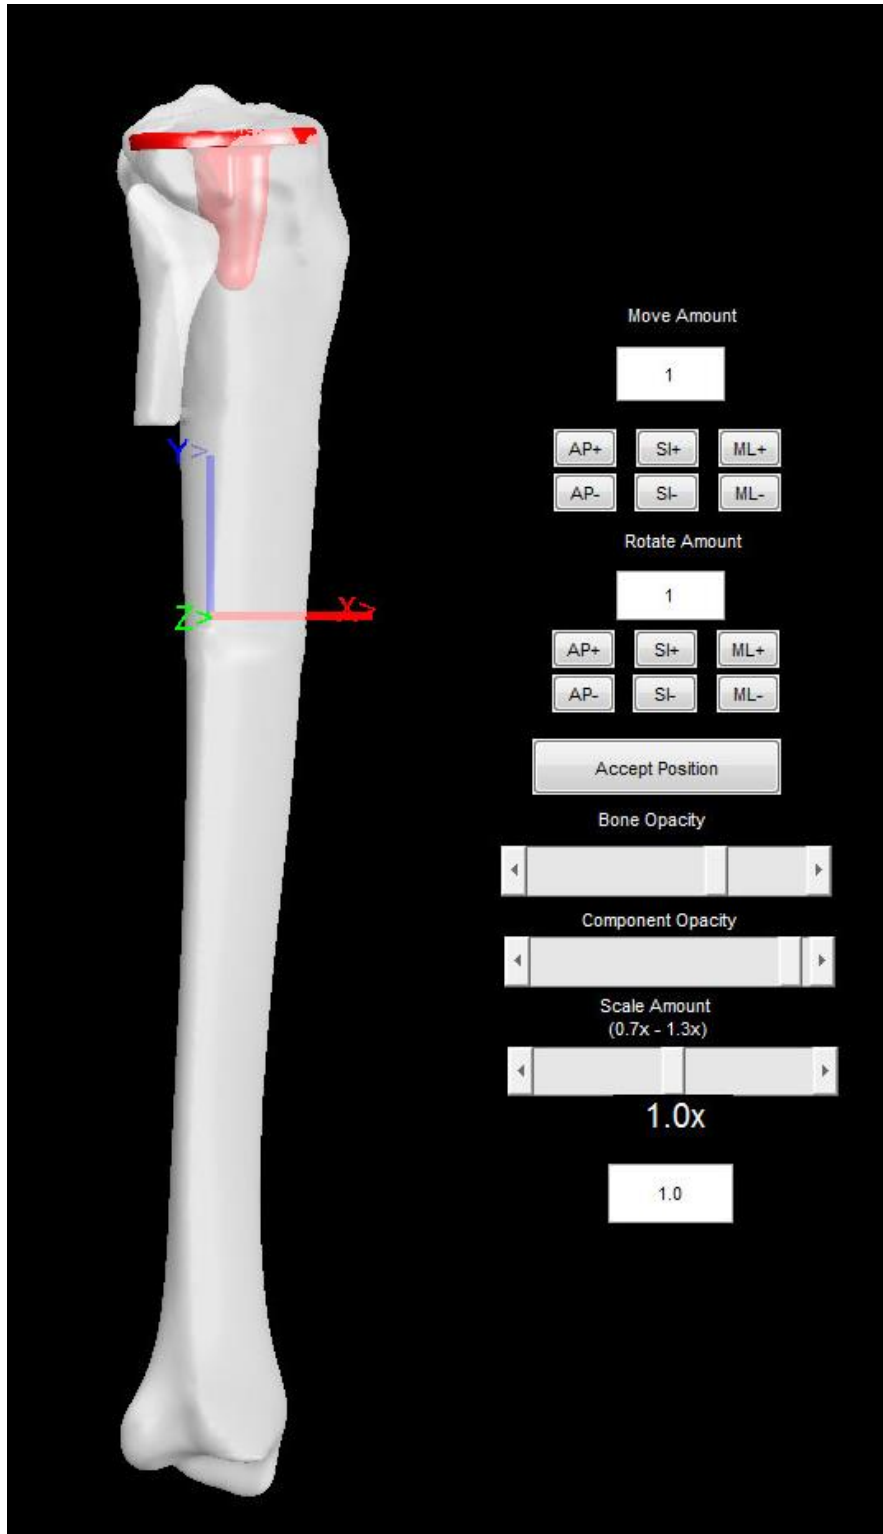 Move Amount
1
AP+ SI+ ML+
AP- SI- ML-
Rotate Amount
1
AP+ SI+ ML+
AP- SI- ML-
Accept Position
Bone Opacity
Component Opacity
Scale Amount
(0.7x - 1.3x)
1.0x
1.0
Y>
Z> X>